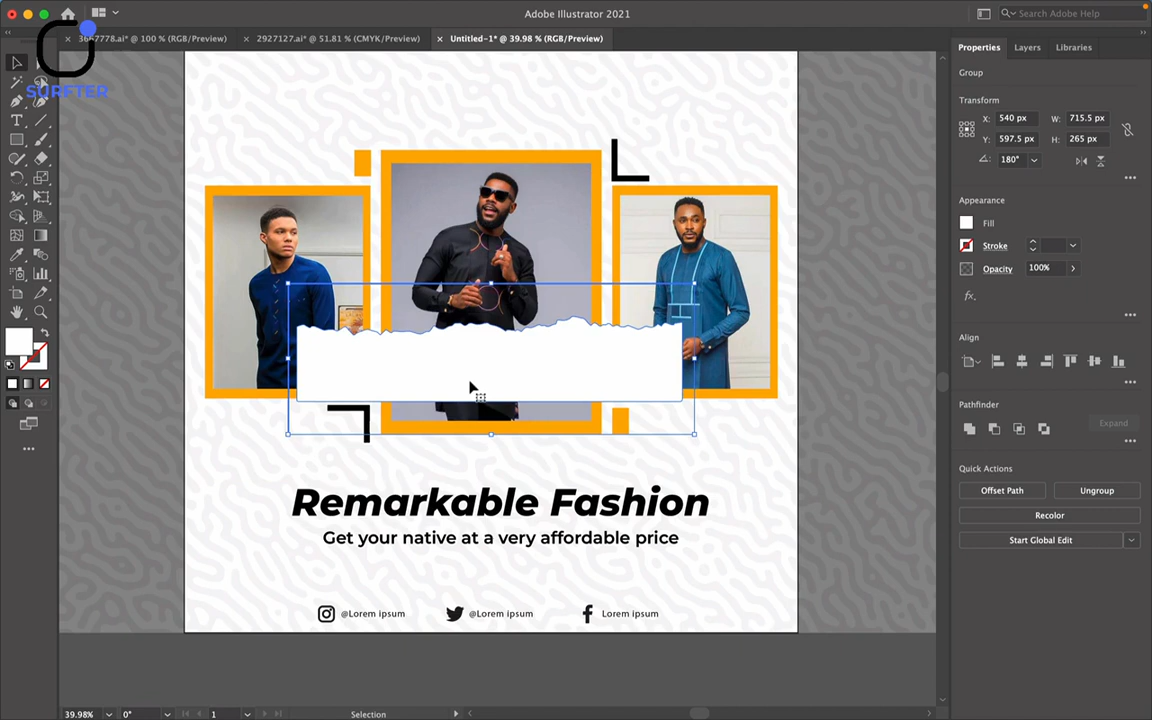 Adobe Illustrator 2021
Search Adobe Help
7778.ai* @ 100 % (RGB/Preview)
2927127.ai* @ 51.81 % (CMYK/Preview)
Untitled-1* @ 39.98 % (RGB/Preview)
SURFTER
Properties
Layers
Libraries
Group
Transform
X: 540 px
W: 715.5 px
Y: 597.5 px
H: 265 px
180°
Appearance
Fill
Stroke
Opacity
100%
fx.
Align
Pathfinder
Expand
Quick Actions
Offset Path
Ungroup
Recolor
Start Global Edit
Remarkable Fashion
Get your native at a very affordable price
@Lorem ipsum
@Lorem ipsum
Lorem ipsum
39.98%
0°
1
Selection